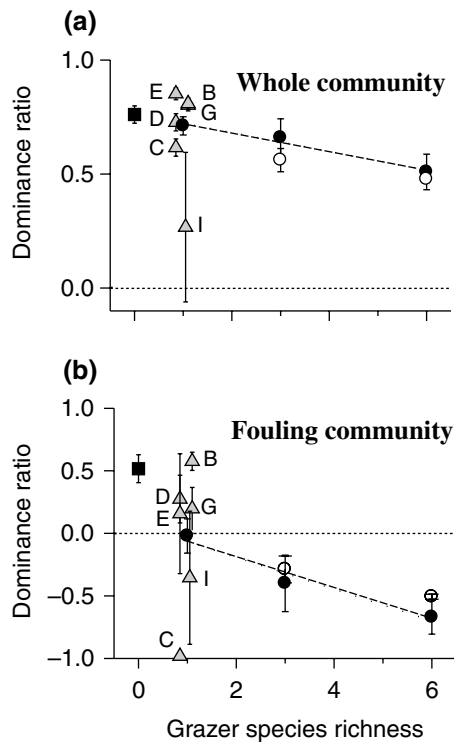 (a)
1.0
Whole community
E
B
D
G
C
0.5
I
0.0
Dominance ratio
(b)
1.0
Fouling community
B
0.5
D
G
E
0.0
I
−0.5
C
−1.0
Dominance ratio
0 2 4 6
Grazer species richness